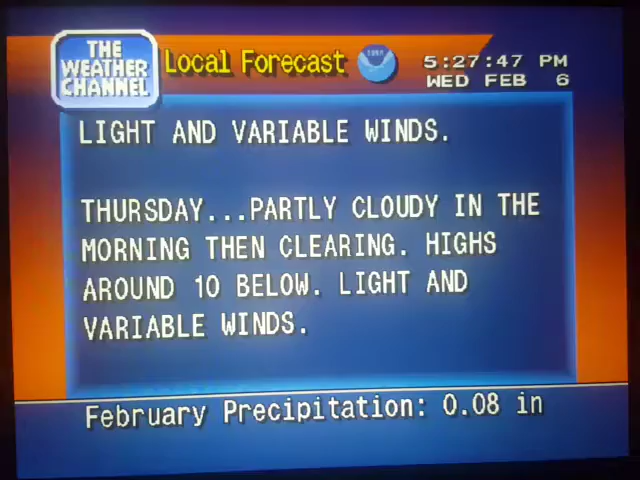 THE
WEATHER
CHANNEL
Local Forecast
NOAA
5:27:47 PM
WED FEB 6
LIGHT AND VARIABLE WINDS.
THURSDAY...PARTLY CLOUDY IN THE
MORNING THEN CLEARING. HIGHS
AROUND 10 BELOW. LIGHT AND
VARIABLE WINDS.
February Precipitation: 0.08 in